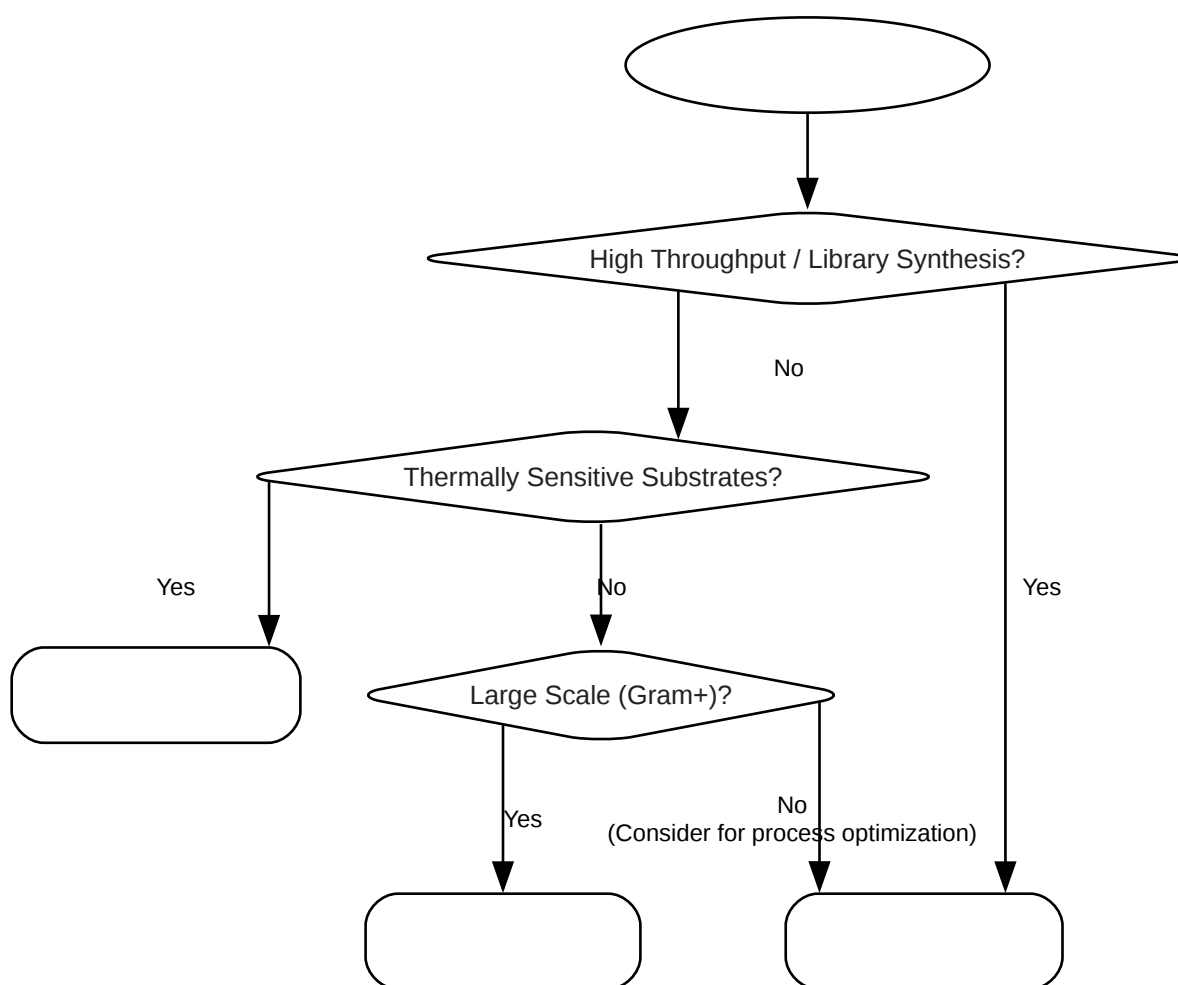 High Throughput / Library Synthesis?
No
Thermally Sensitive Substrates?
Yes
No
Yes
Large Scale (Gram+)?
Yes
No
(Consider for process optimization)